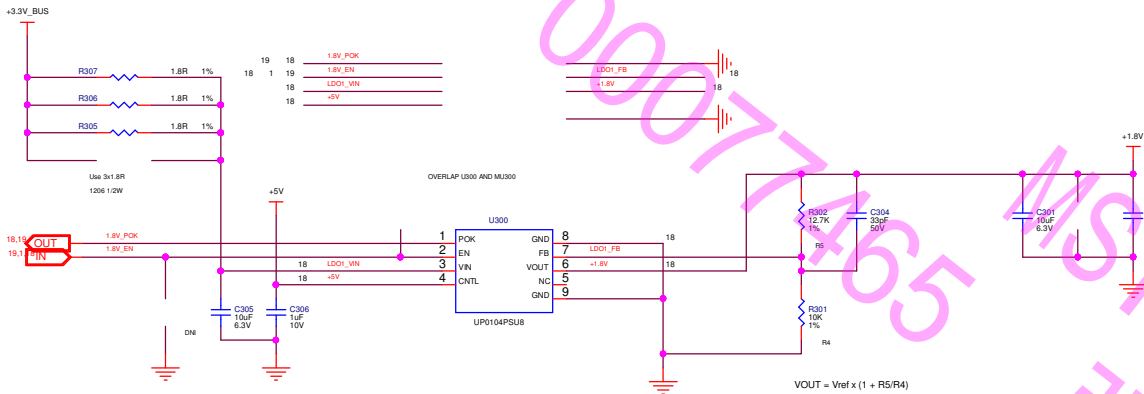 +3.3V_BUS
R307 1.8R 1%
R306 1.8R 1%
R305 1.8R 1%
Use 3x1.8R
1206 1/2W
19 18 1.8V_POK
18 1 19 1.8V_EN
18 LDO1_VIN
18 +5V
18
LDO1_FB
+1.8V 18
00077465
MS
OVERLAP U300 AND MU300
+5V
+1.8V
18,19 OUT 1.8V_POK
IN 1.8V_EN
18 LDO1_VIN
18 +5V
U300
1 POK GND 8 18
2 EN FB 7 LDO1_FB
3 VIN VOUT 6 +1.8V 18
4 CNTL NC 5
GND 9
UP0104PSU8
DNI
C305
10uF
6.3V
C306
1uF
10V
R302
12.7K
1%
R5
C304
33pF
50V
R301
10K
1%
R4
C301
10uF
6.3V
VOUT = Vref x (1 + R5/R4)